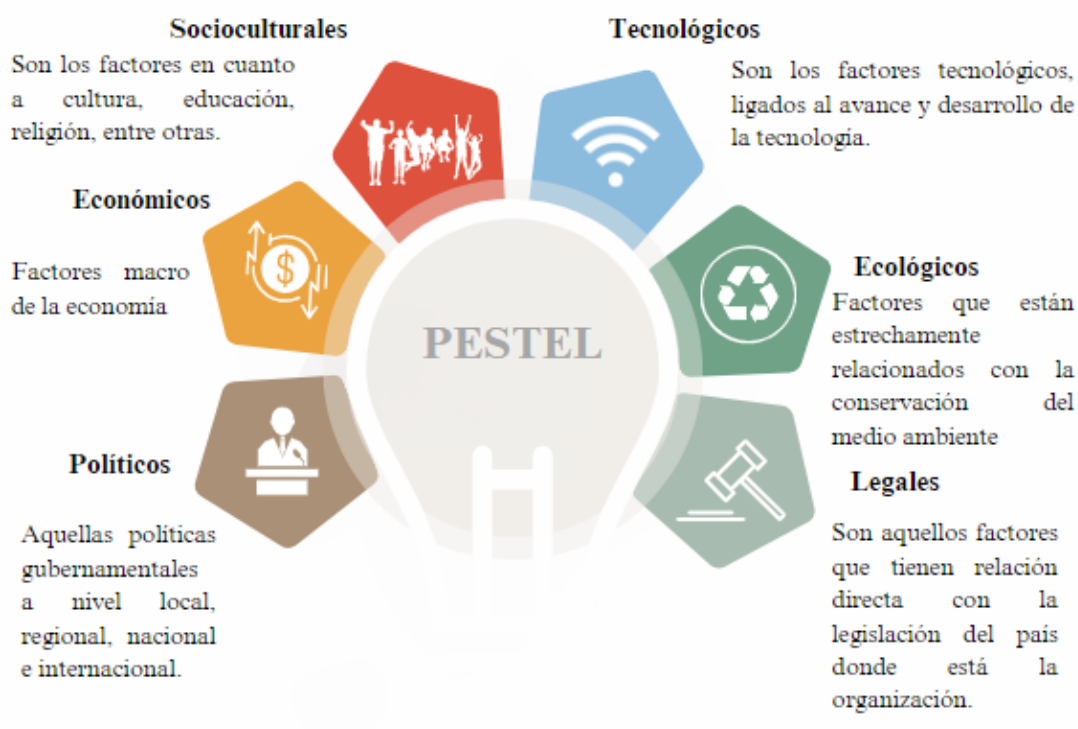 Socioculturales
Son los factores en cuanto
a cultura, educación,
religión, entre otras.
Tecnológicos
Son los factores tecnológicos,
ligados al avance y desarrollo de
la tecnología.
Económicos
Factores macro
de la economía
$
PESTEL
Ecológicos
Factores que están
estrechamente
relacionados con la
conservación del
medio ambiente
Políticos
Aquellas políticas
gubernamentales
a nivel local,
regional, nacional
e internacional.
Legales
Son aquellos factores
que tienen relación
directa con la
legislación del país
donde está la
organización.